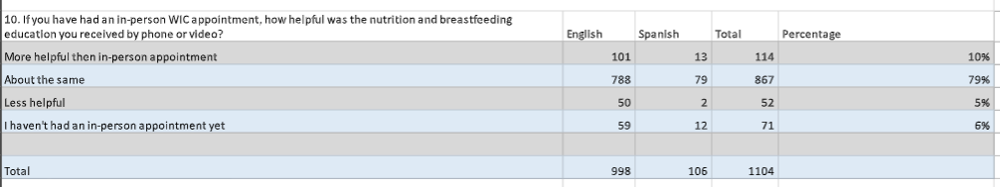 10. If you have had an in-person WIC appointment, how helpful was the nutrition and breastfeeding
education you received by phone or video? English Spanish Total Percentage
More helpful then in-person appointment 101 13 114 10%
About the same 788 79 867 79%
Less helpful 50 2 52 5%
I haven't had an in-person appointment yet 59 12 71 6%
Total 998 106 1104